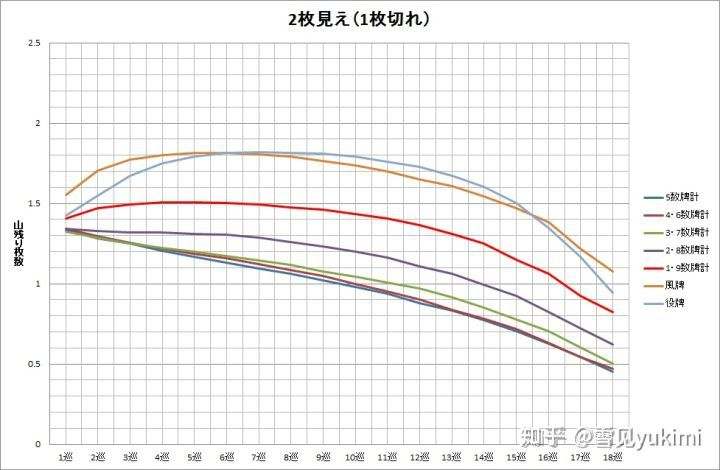 2枚見え(1枚切れ)
2.5
2
1.5
1
0.5
0
山残り枚数
1巡 2巡 3巡 4巡 5巡 6巡 7巡 8巡 9巡 10巡 11巡 12巡 13巡 14巡 15巡 16巡 17巡 18巡
5数牌計
4・6数牌計
3・7数牌計
2・8数牌計
1・9数牌計
風牌
役牌
知乎 @雪见yukimi